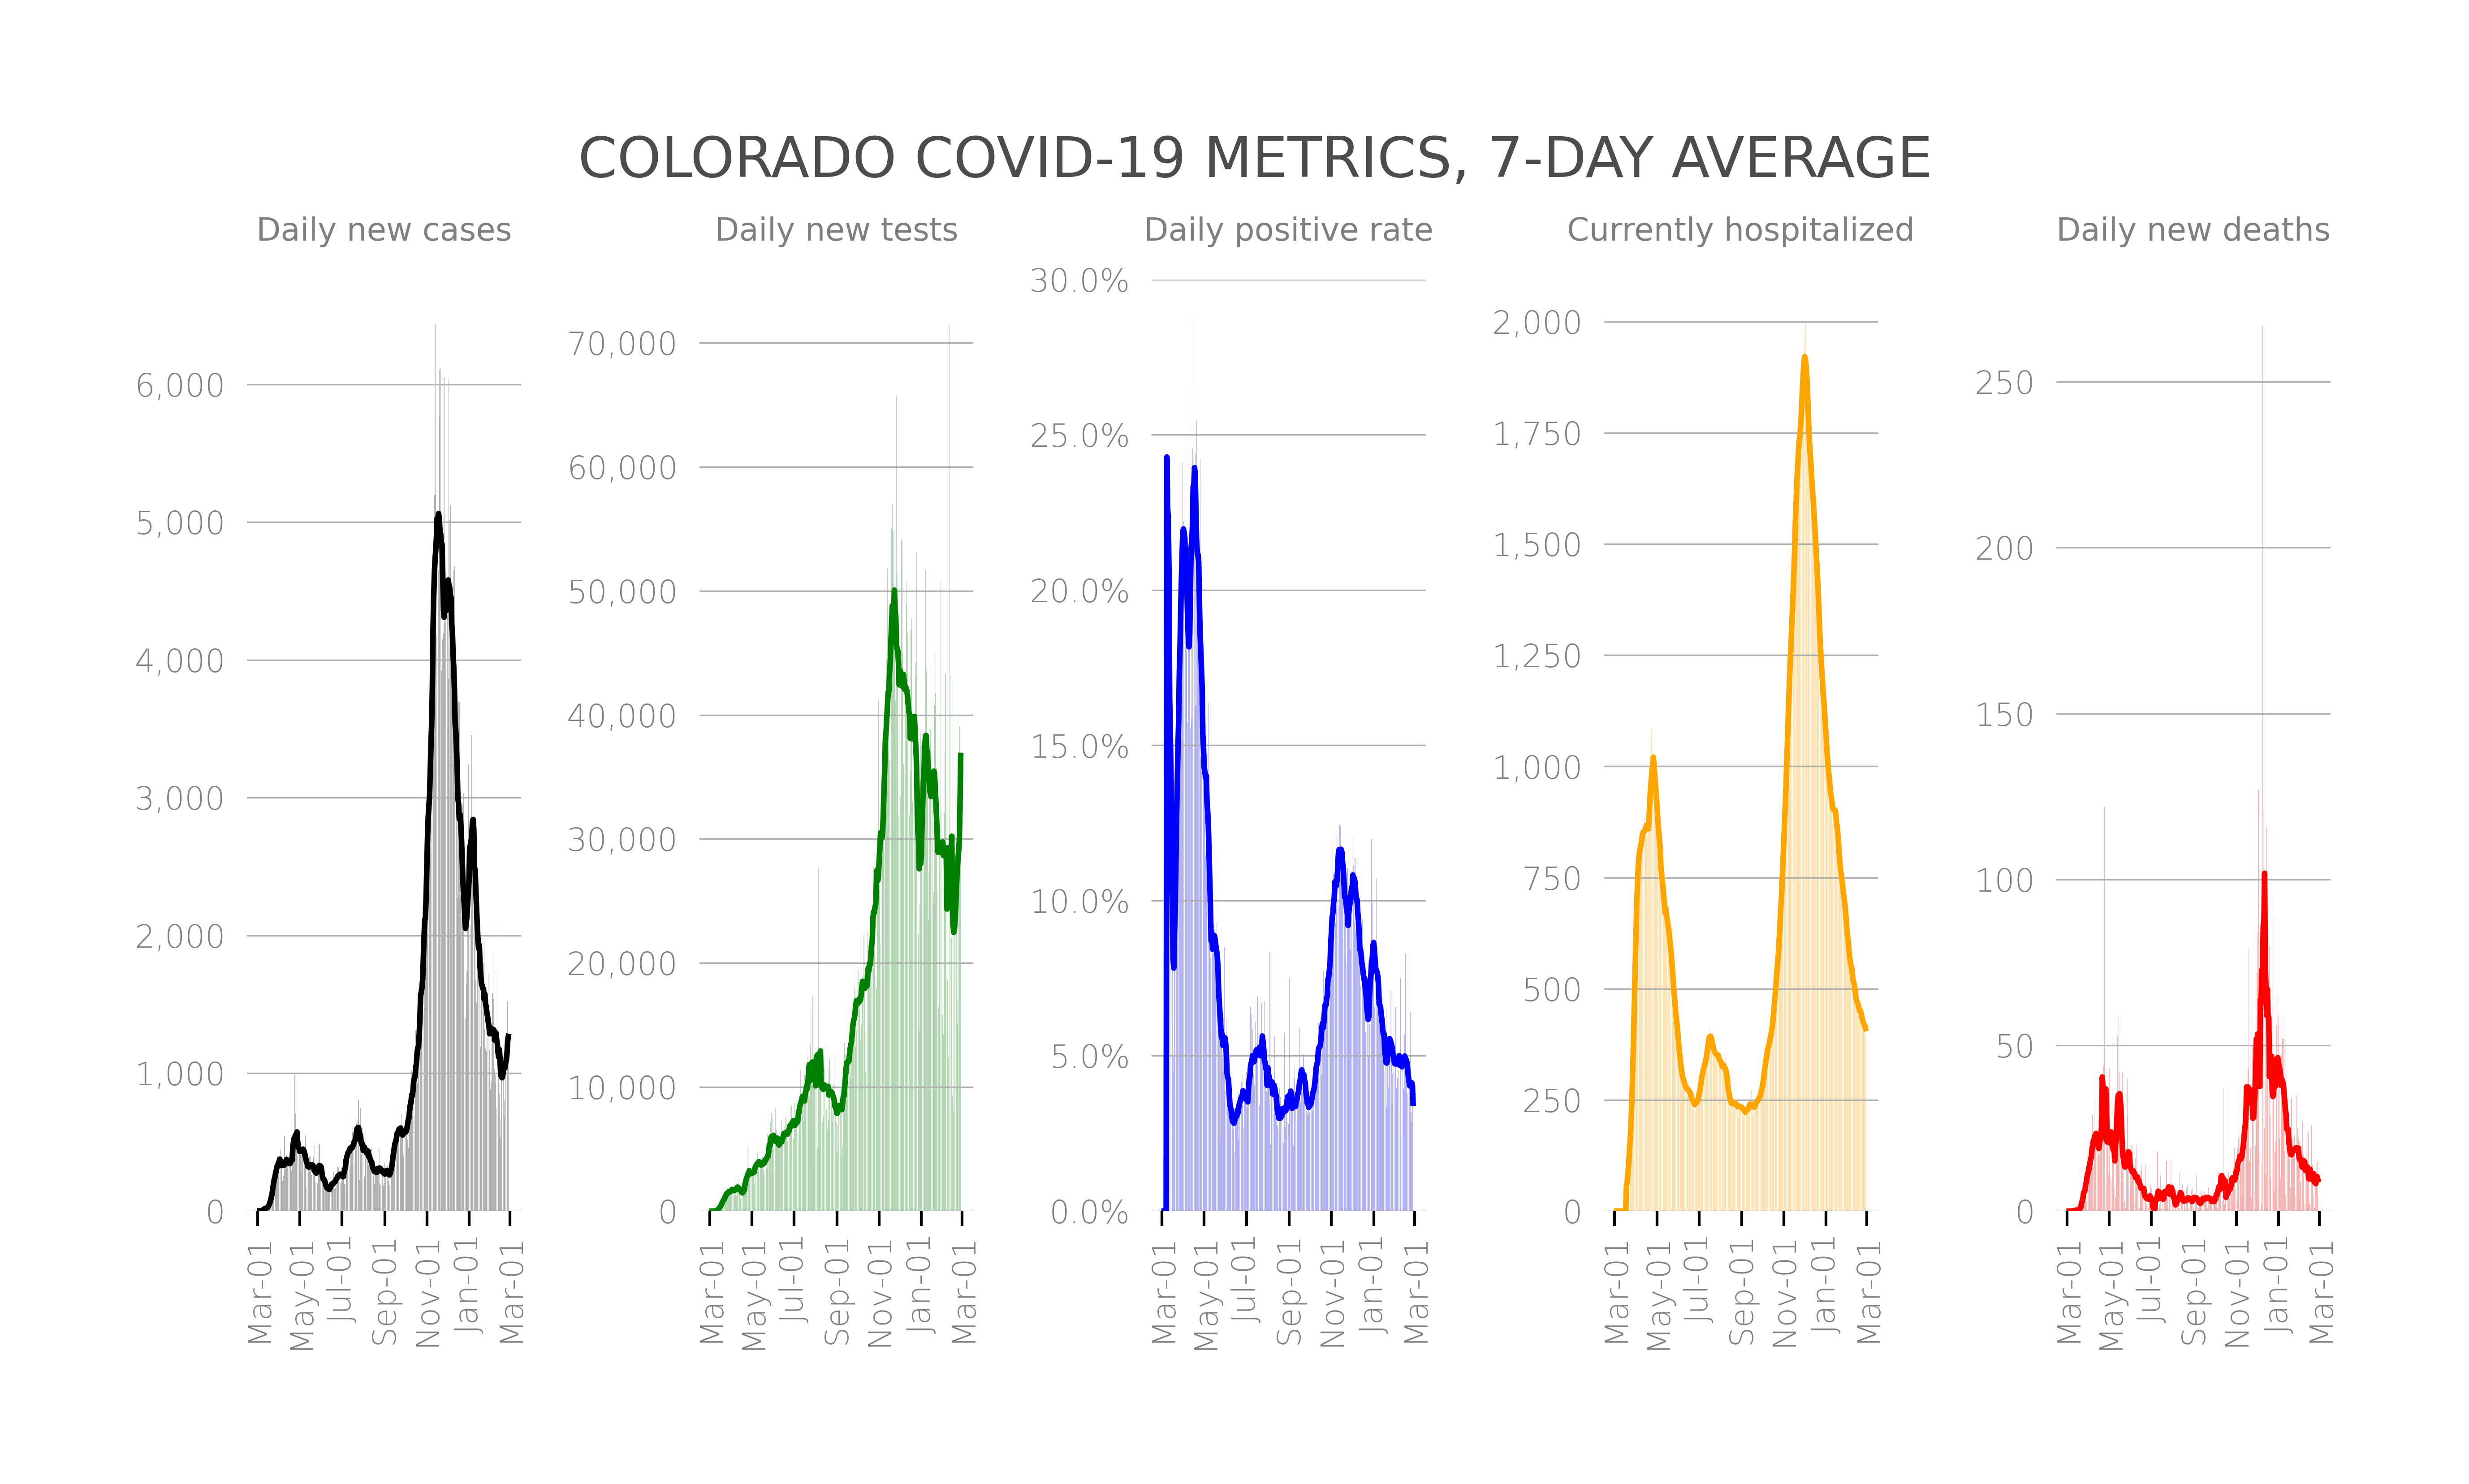 COLORADO COVID-19 METRICS, 7-DAY AVERAGE
Daily new cases
6,000
5,000
4,000
3,000
2,000
1,000
0
Mar-01
May-01
Jul-01
Sep-01
Nov-01
Jan-01
Mar-01
Daily new tests
70,000
60,000
50,000
40,000
30,000
20,000
10,000
0
Mar-01
May-01
Jul-01
Sep-01
Nov-01
Jan-01
Mar-01
Daily positive rate
30.0%
25.0%
20.0%
15.0%
10.0%
5.0%
0.0%
Mar-01
May-01
Jul-01
Sep-01
Nov-01
Jan-01
Mar-01
Currently hospitalized
2,000
1,750
1,500
1,250
1,000
750
500
250
0
Mar-01
May-01
Jul-01
Sep-01
Nov-01
Jan-01
Mar-01
Daily new deaths
250
200
150
100
50
0
Mar-01
May-01
Jul-01
Sep-01
Nov-01
Jan-01
Mar-01